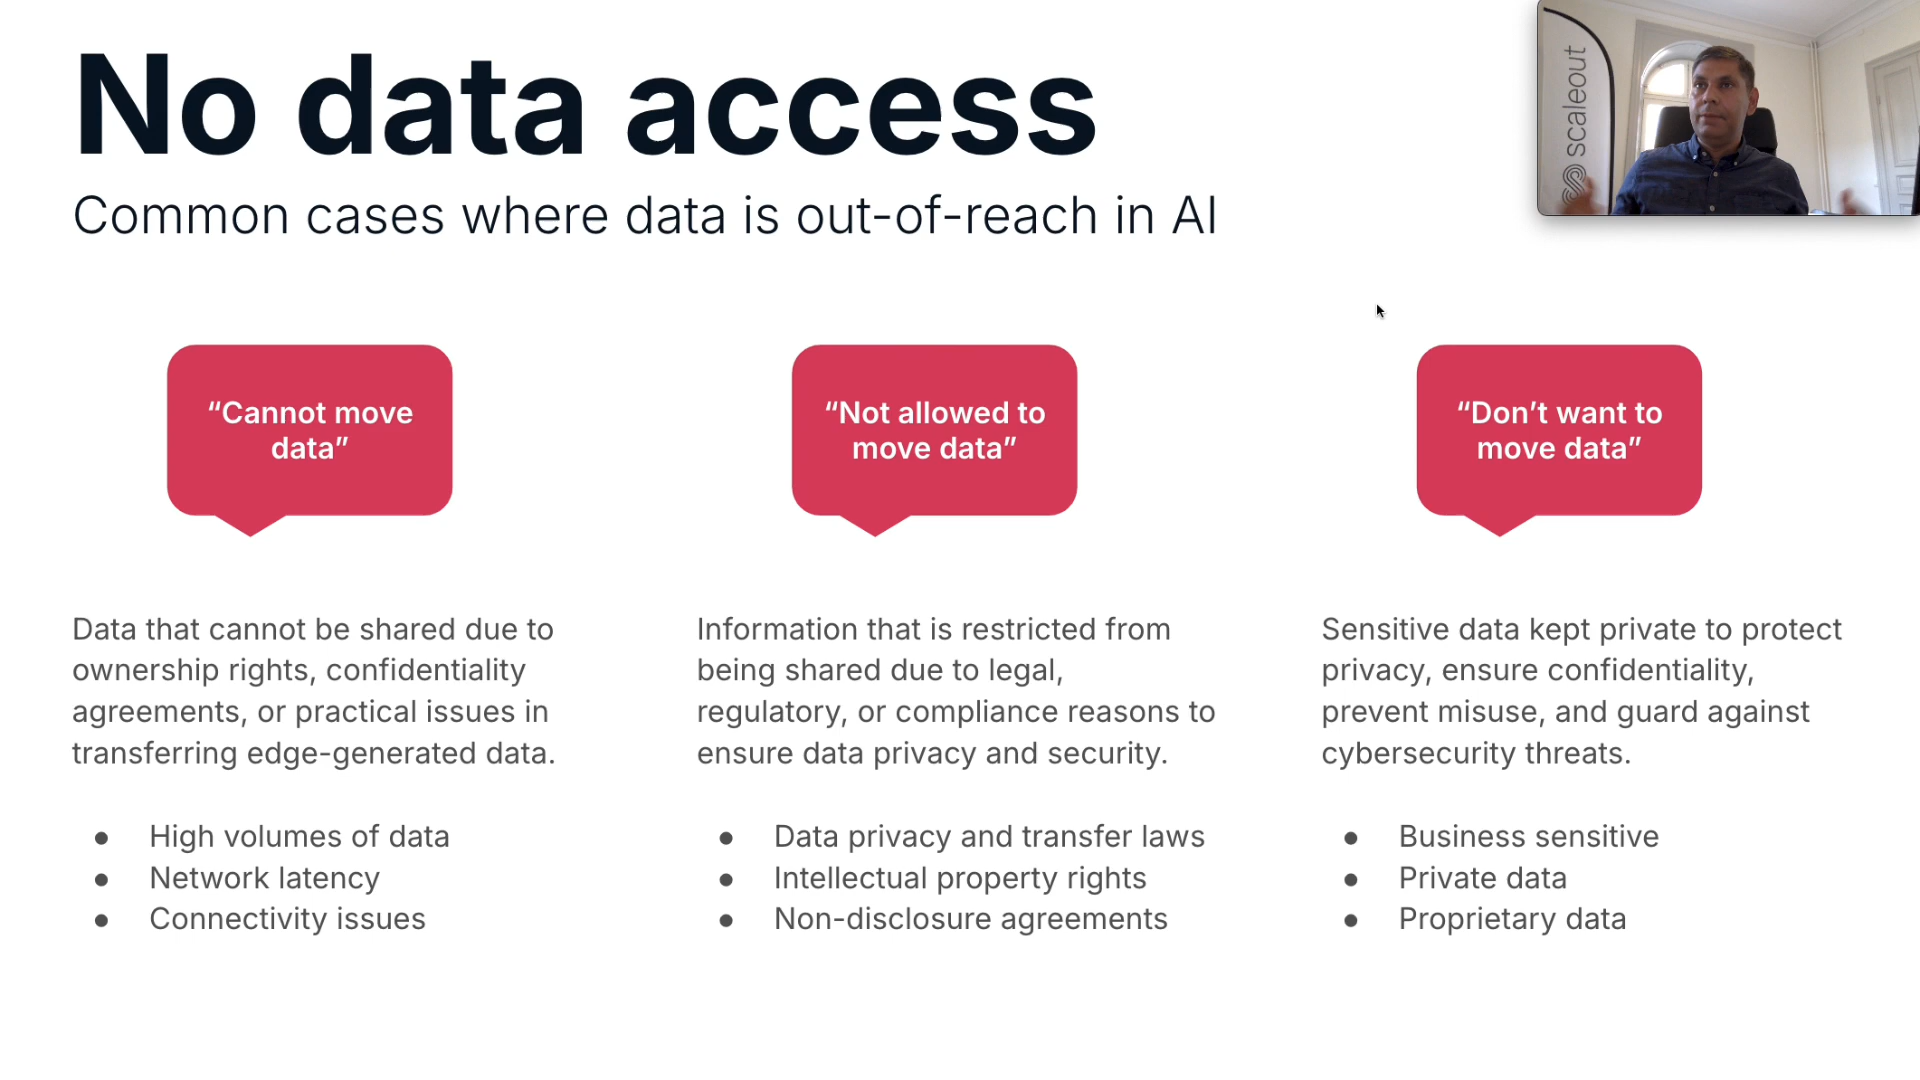 No data access
Common cases where data is out-of-reach in AI
scaleout
“Cannot move
data”
Data that cannot be shared due to
ownership rights, confidentiality
agreements, or practical issues in
transferring edge-generated data.
● High volumes of data
● Network latency
● Connectivity issues
“Not allowed to
move data”
Information that is restricted from
being shared due to legal,
regulatory, or compliance reasons to
ensure data privacy and security.
● Data privacy and transfer laws
● Intellectual property rights
● Non-disclosure agreements
“Don’t want to
move data”
Sensitive data kept private to protect
privacy, ensure confidentiality,
prevent misuse, and guard against
cybersecurity threats.
● Business sensitive
● Private data
● Proprietary data